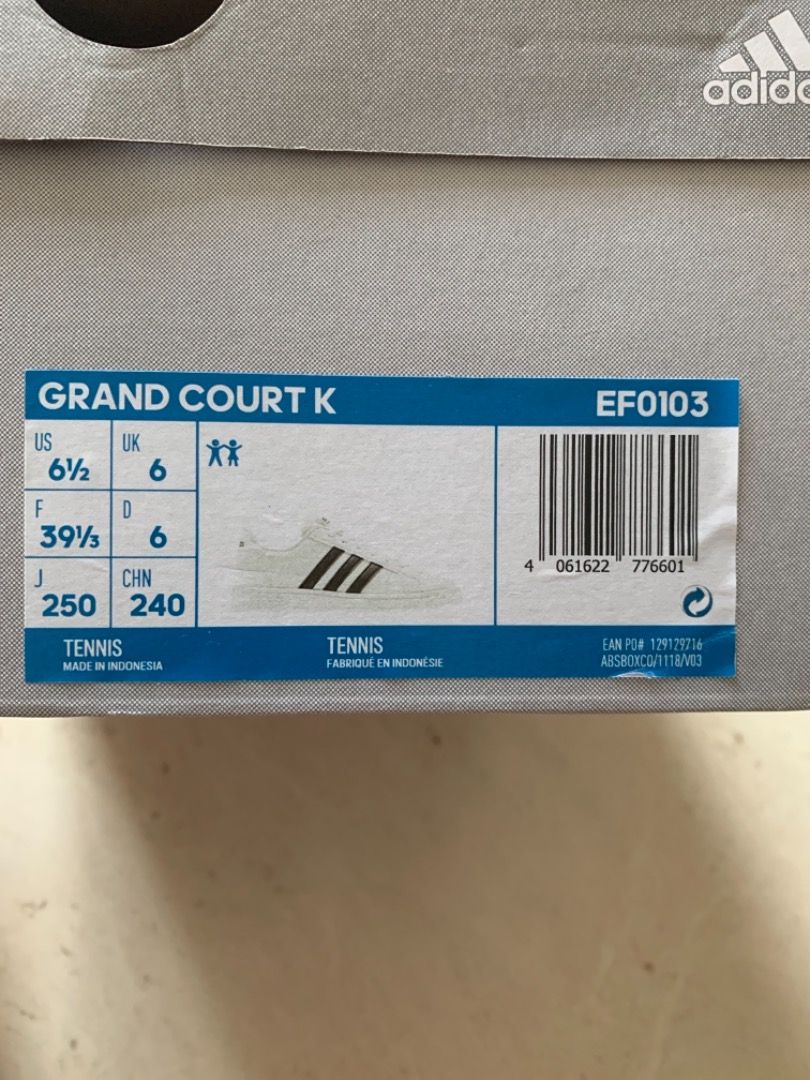 adidas
GRAND COURT K EF0103
US 6½ UK 6
F 39⅓ D 6
J 250 CHN 240
4 061622 776601
TENNIS
MADE IN INDONESIA
TENNIS
FABRIQUÉ EN INDONÉSIE
EAN PO# 129129716
ABSBOXCO/1118/V03